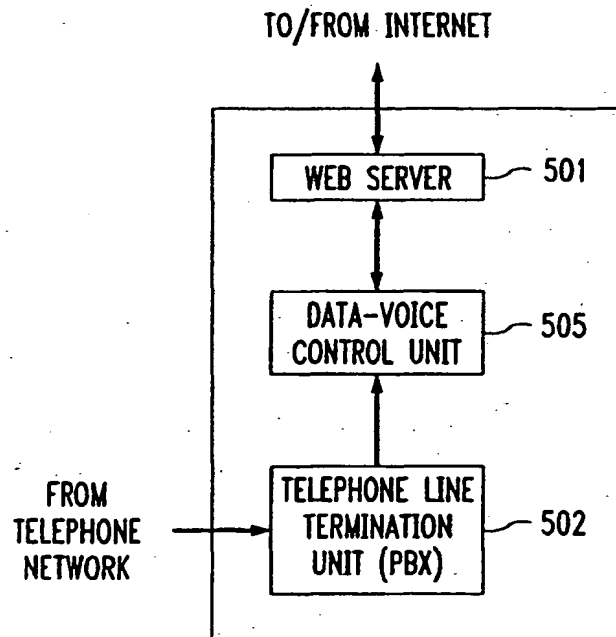 TO/FROM INTERNET
WEB SERVER
501
DATA-VOICE
CONTROL UNIT
505
FROM
TELEPHONE
NETWORK
TELEPHONE LINE
TERMINATION
UNIT (PBX)
502